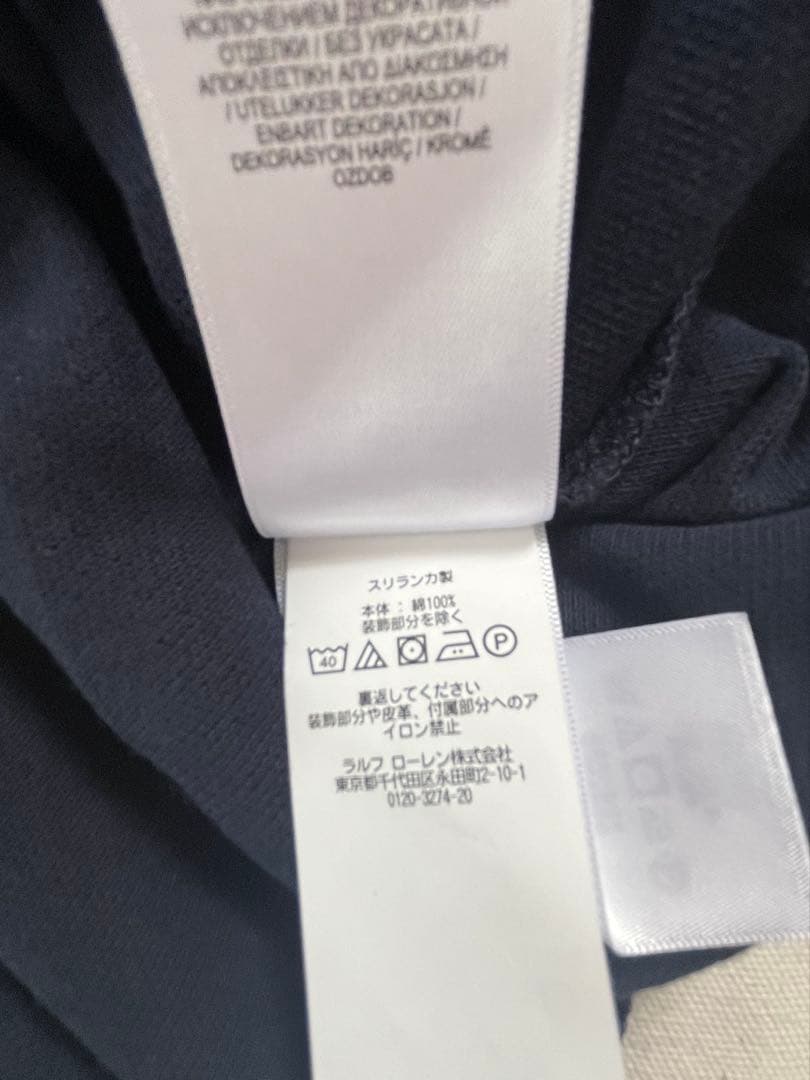 ИСКЛЮЧЕНИЕМ ДЕКОРАТИВНОЙ
ОТДЕЛКИ / БЕЗ УКРАСАТА /
ΑΠΟΚΛΕΙΣΤΙΚΗ ΑΠΟ ΔΙΑΚΟΣΜΗΣΗ
/ UTELUKKER DEKORASJON /
ENBART DEKORATION /
DEKORASYON HARİÇ / KROMĚ
OZDOB
スリランカ製
本体 : 綿100%
装飾部分を除く
40 P
裏返してください
装飾部分や皮革、付属部分へのア
イロン禁止
ラルフ ローレン株式会社
東京都千代田区永田町2-10-1
0120-3274-20